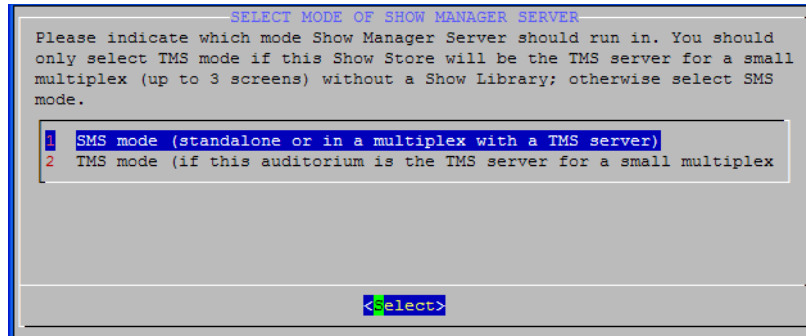 SELECT MODE OF SHOW MANAGER SERVER
Please indicate which mode Show Manager Server should run in. You should
only select TMS mode if this Show Store will be the TMS server for a small
multiplex (up to 3 screens) without a Show Library; otherwise select SMS
mode.
1 SMS mode (standalone or in a multiplex with a TMS server)
2 TMS mode (if this auditorium is the TMS server for a small multiplex
<Select>